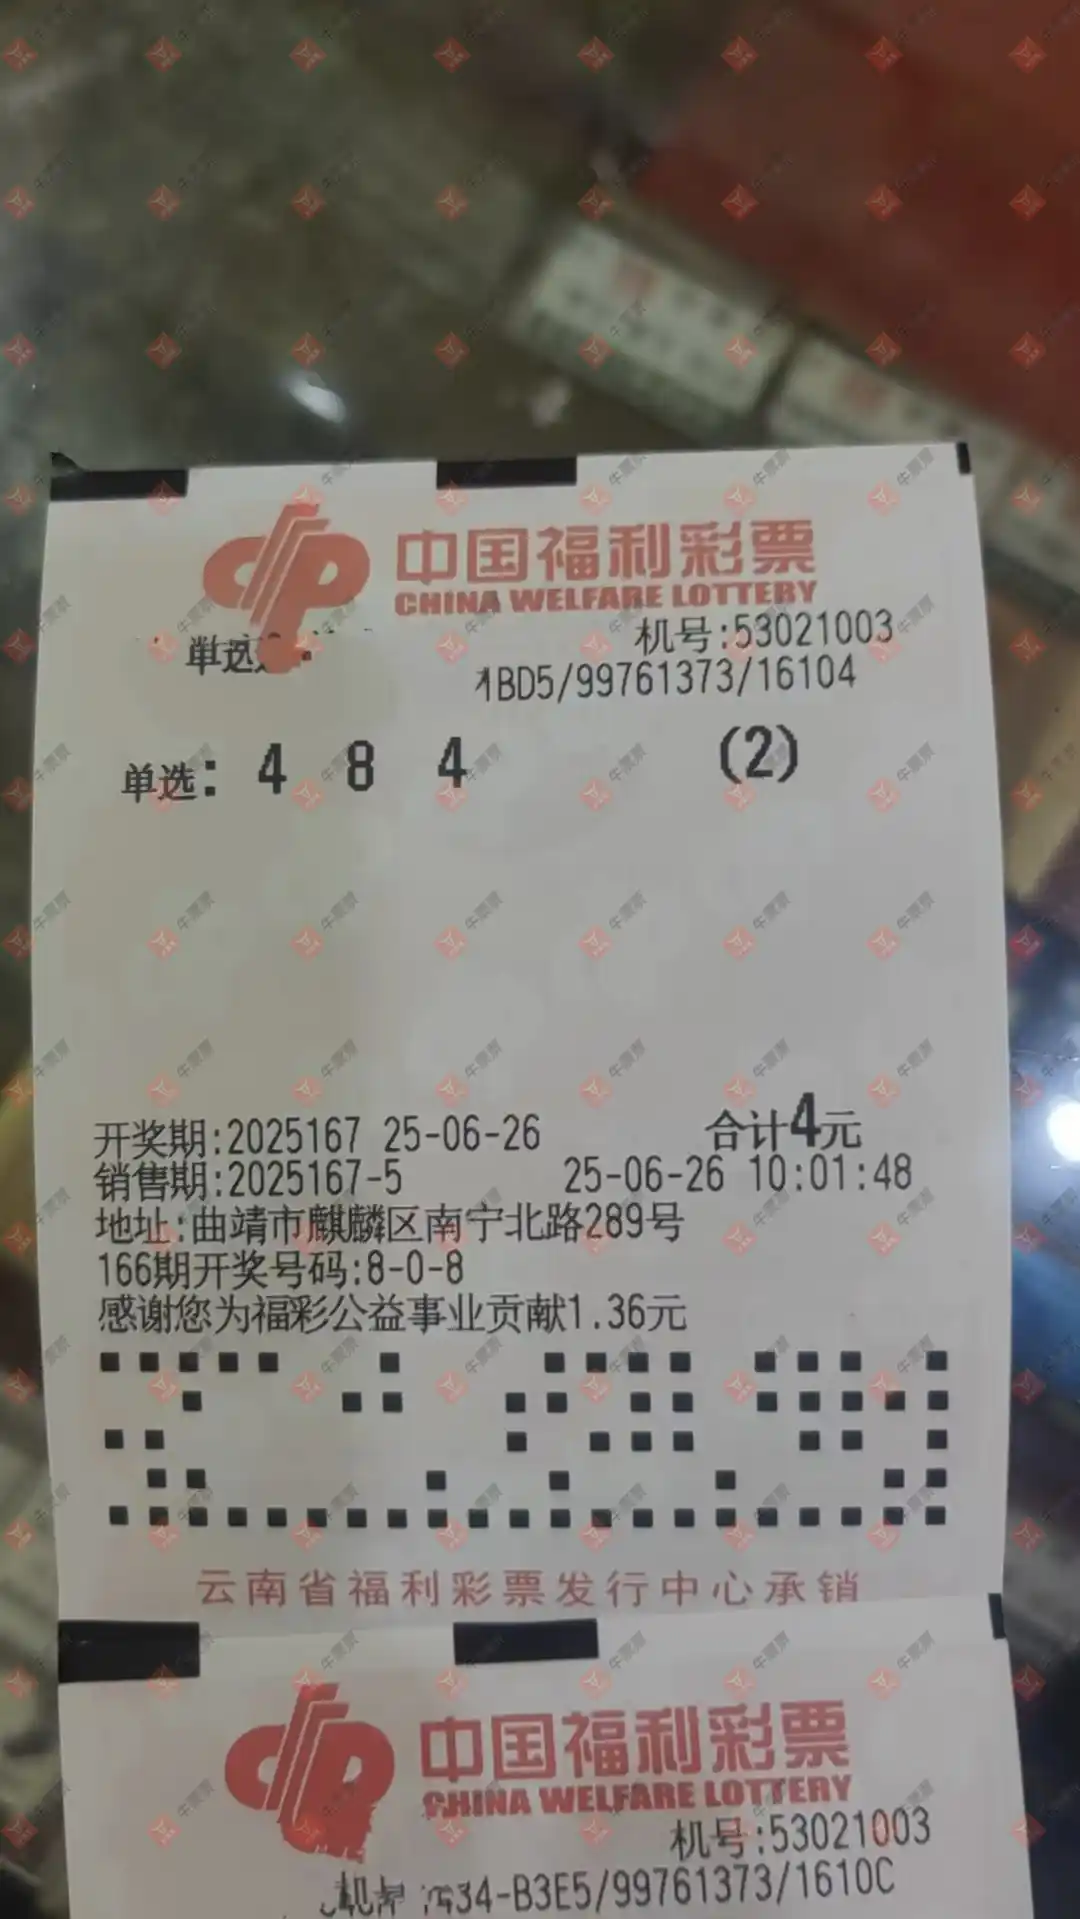 中国福利彩票
CHINA WELFARE LOTTERY
机号:53021003
1BD5/99761373/16104
单选: 4 8 4 (2)
开奖期:2025167 25-06-26 合计4元
销售期:2025167-5 25-06-26 10:01:48
地址:曲靖市麒麟区南宁北路289号
166期开奖号码:8-0-8
感谢您为福彩公益事业贡献1.36元
云南省福利彩票发行中心承销
中国福利彩票
CHINA WELFARE LOTTERY
机号:53021003
34-B3E5/99761373/1610C